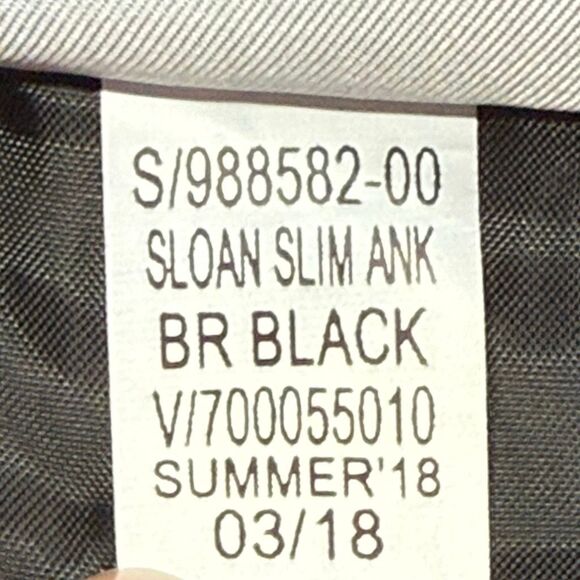 S/988582-00
SLOAN SLIM ANK
BR BLACK
V/700055010
SUMMER'18
03/18